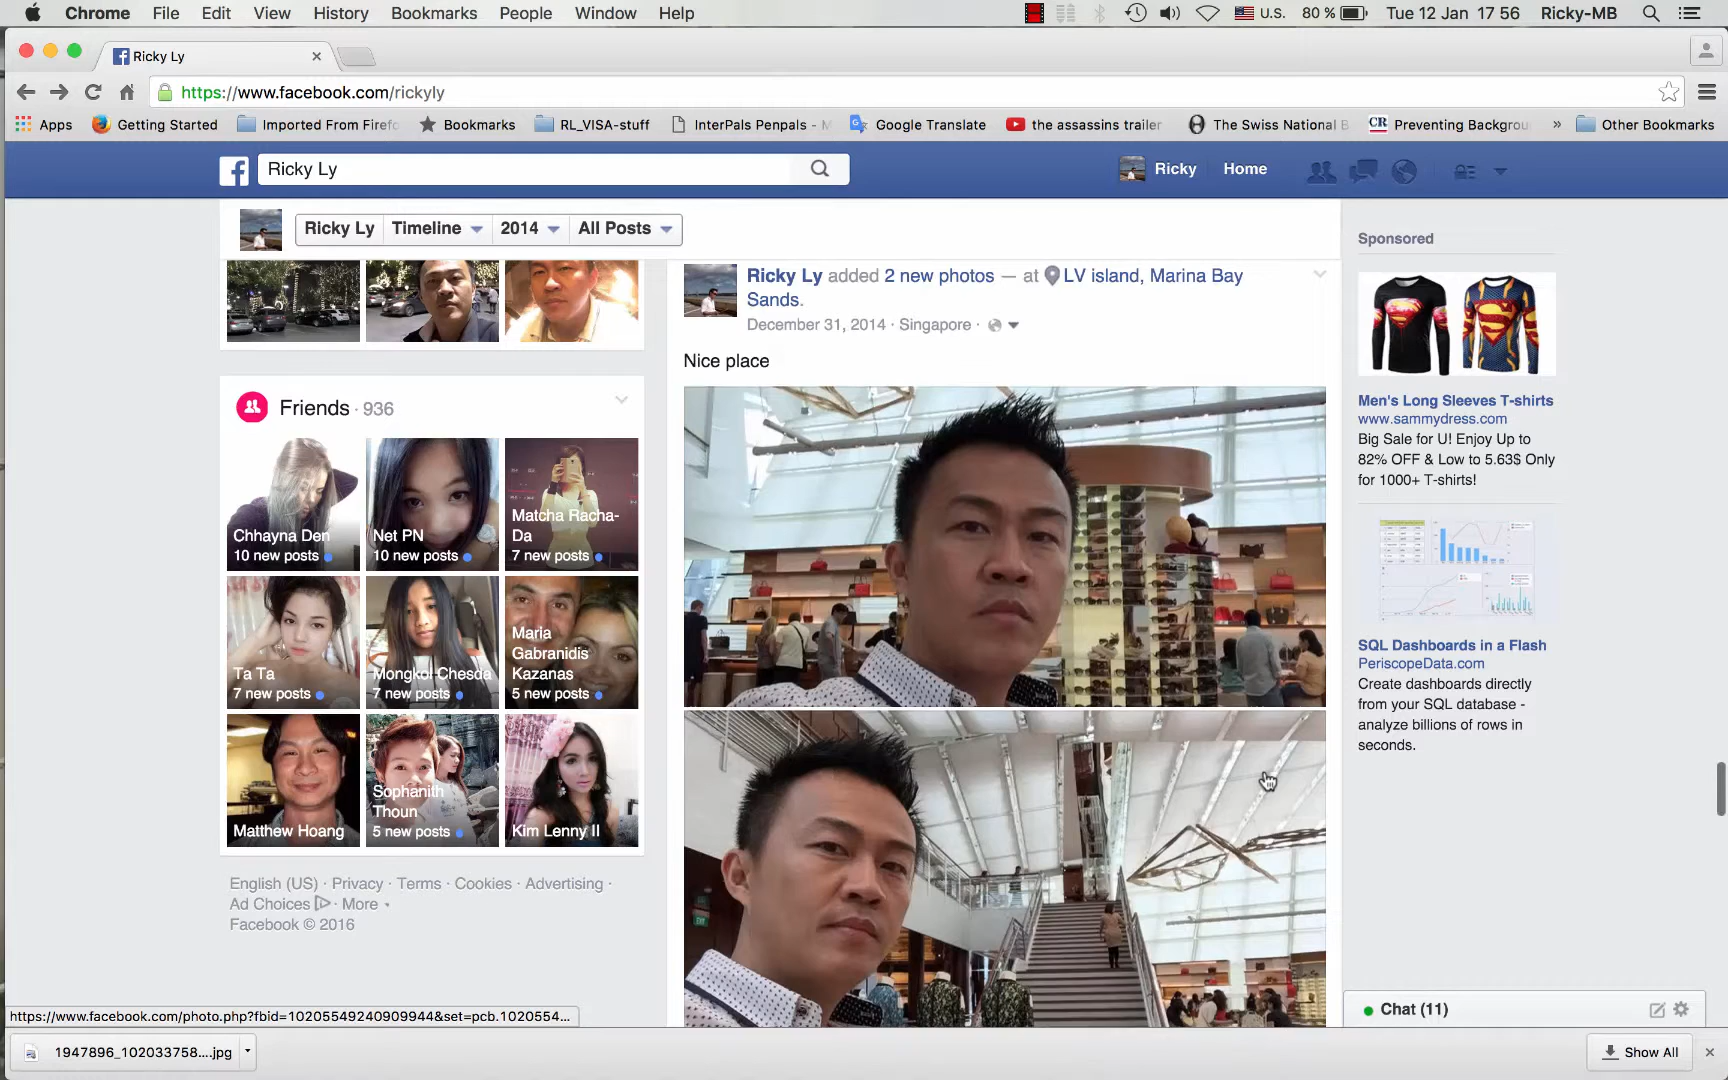 Chrome File Edit View History Bookmarks People Window Help U.S. 80 % Tue 12 Jan 17 56 Ricky-MB
Ricky Ly
https://www.facebook.com/rickyly
Apps Getting Started Imported From Firefo Bookmarks RL_VISA-stuff InterPals Penpals - M Google Translate the assassins trailer The Swiss National B Preventing Backgrou » Other Bookmarks
Ricky Ly Ricky Home
Ricky Ly Timeline 2014 All Posts
Friends · 936
Chhayna Den
10 new posts
Net PN
10 new posts
Matcha Racha-
Da
7 new posts
Ta Ta
7 new posts
Mongkol Chesda
7 new posts
Maria
Gabranidis
Kazanas
5 new posts
Matthew Hoang
Sophanith
Thoun
5 new posts
Kim Lenny II
English (US) · Privacy · Terms · Cookies · Advertising ·
Ad Choices · More
Facebook © 2016
Ricky Ly added 2 new photos — at LV island, Marina Bay
Sands.
December 31, 2014 · Singapore ·
Nice place
Sponsored
Men's Long Sleeves T-shirts
www.sammydress.com
Big Sale for U! Enjoy Up to
82% OFF & Low to 5.63$ Only
for 1000+ T-shirts!
SQL Dashboards in a Flash
PeriscopeData.com
Create dashboards directly
from your SQL database -
analyze billions of rows in
seconds.
Chat (11)
https://www.facebook.com/photo.php?fbid=10205549240909944&set=pcb.1020554...
1947896_102033758....jpg
Show All